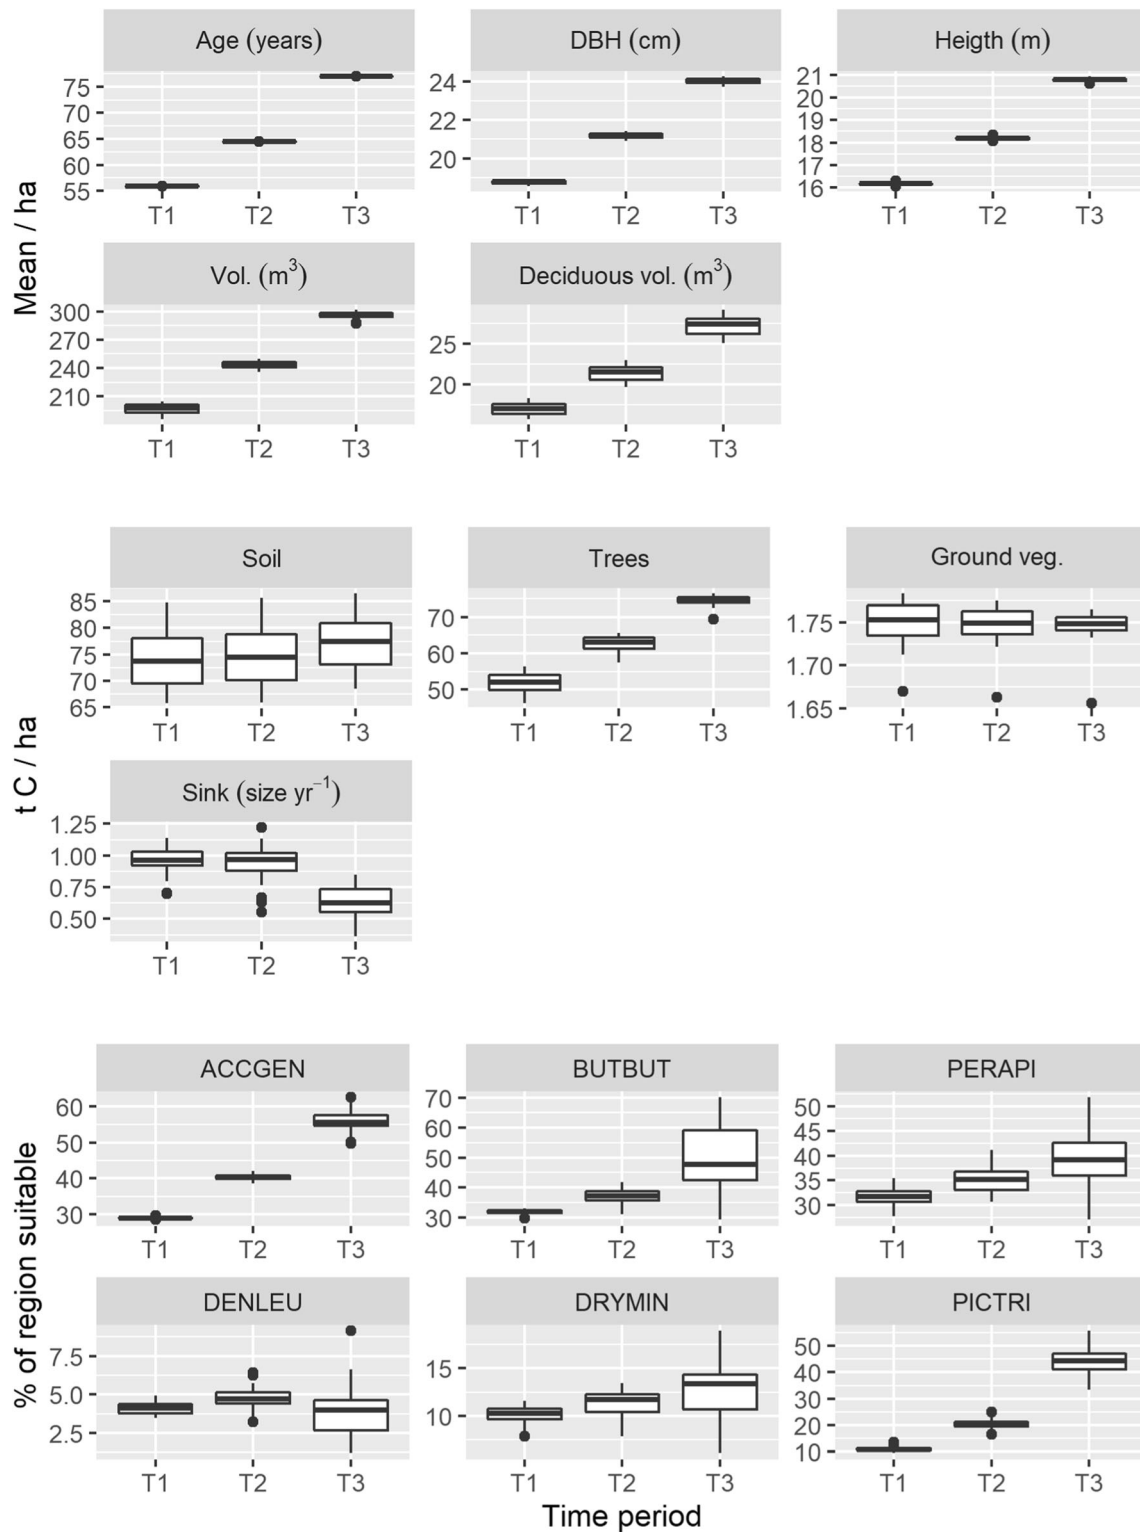 Mean / ha
Age (years)
75
70
65
60
55
T1 T2 T3
DBH (cm)
24
22
20
T1 T2 T3
Heigth (m)
21
20
19
18
17
16
T1 T2 T3
Vol. (m³)
300
270
240
210
T1 T2 T3
Deciduous vol. (m³)
25
20
T1 T2 T3
t C / ha
Soil
85
80
75
70
65
T1 T2 T3
Trees
70
60
50
T1 T2 T3
Ground veg.
1.75
1.70
1.65
T1 T2 T3
Sink (size yr⁻¹)
1.25
1.00
0.75
0.50
T1 T2 T3
% of region suitable
ACCGEN
60
50
40
30
T1 T2 T3
BUTBUT
70
60
50
40
30
T1 T2 T3
PERAPI
50
45
40
35
30
T1 T2 T3
DENLEU
7.5
5.0
2.5
T1 T2 T3
DRYMIN
15
10
T1 T2 T3
PICTRI
50
40
30
20
10
T1 T2 T3
Time period